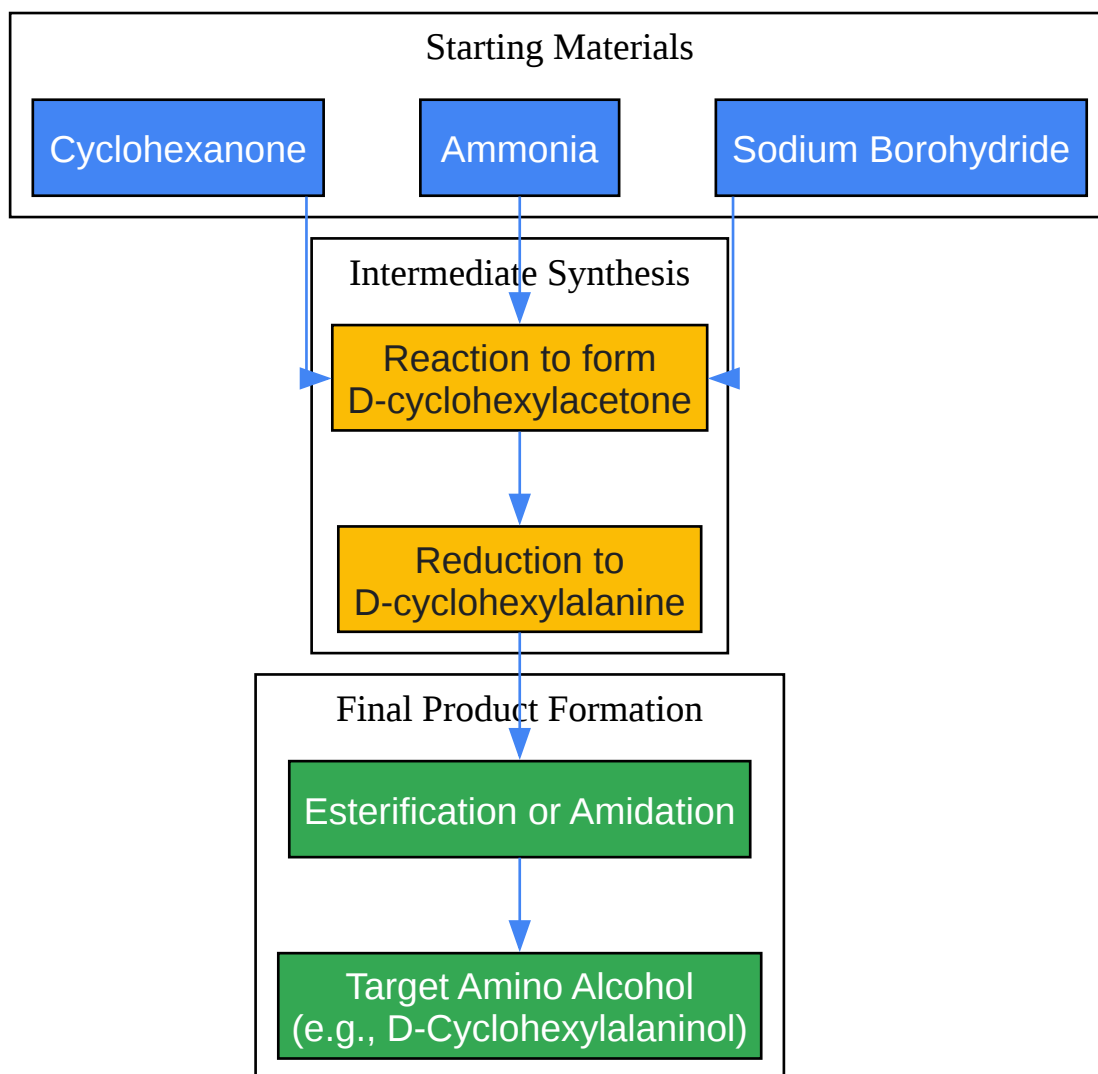 Starting Materials
Cyclohexanone
Ammonia
Sodium Borohydride
Intermediate Synthesis
Reaction to form
D-cyclohexylacetone
Reduction to
D-cyclohexylalanine
Final Product Formation
Esterification or Amidation
Target Amino Alcohol
(e.g., D-Cyclohexylalaninol)